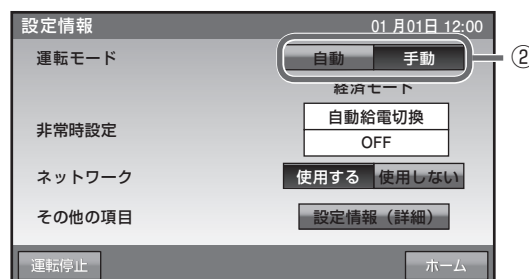 設定情報 01月01日 12:00
運転モード 自動 手動 ②
経済モード
非常時設定 自動給電切換
OFF
ネットワーク 使用する 使用しない
その他の項目 設定情報（詳細）
運転停止 ホーム